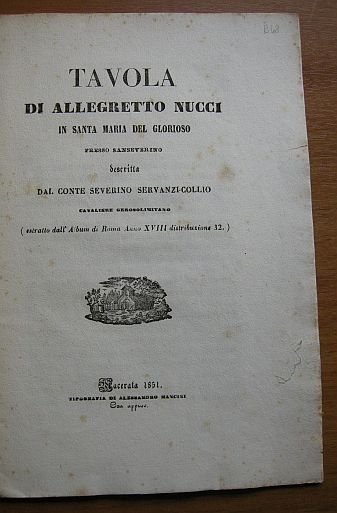 TAVOLA
DI ALLEGRETTO NUCCI
IN SANTA MARIA DEL GLORIOSO
PRESSO SANSEVERINO
descritta
DAL CONTE SEVERINO SERVANZI-COLLIO
CAVALIERE GEROSOLIMITANO
( estratto dall' Album di Roma Anno XVIII distribuzione 32. )
Macerata 1851.
TIPOGRAFIA DI ALESSANDRO MANCINI
Con approv.